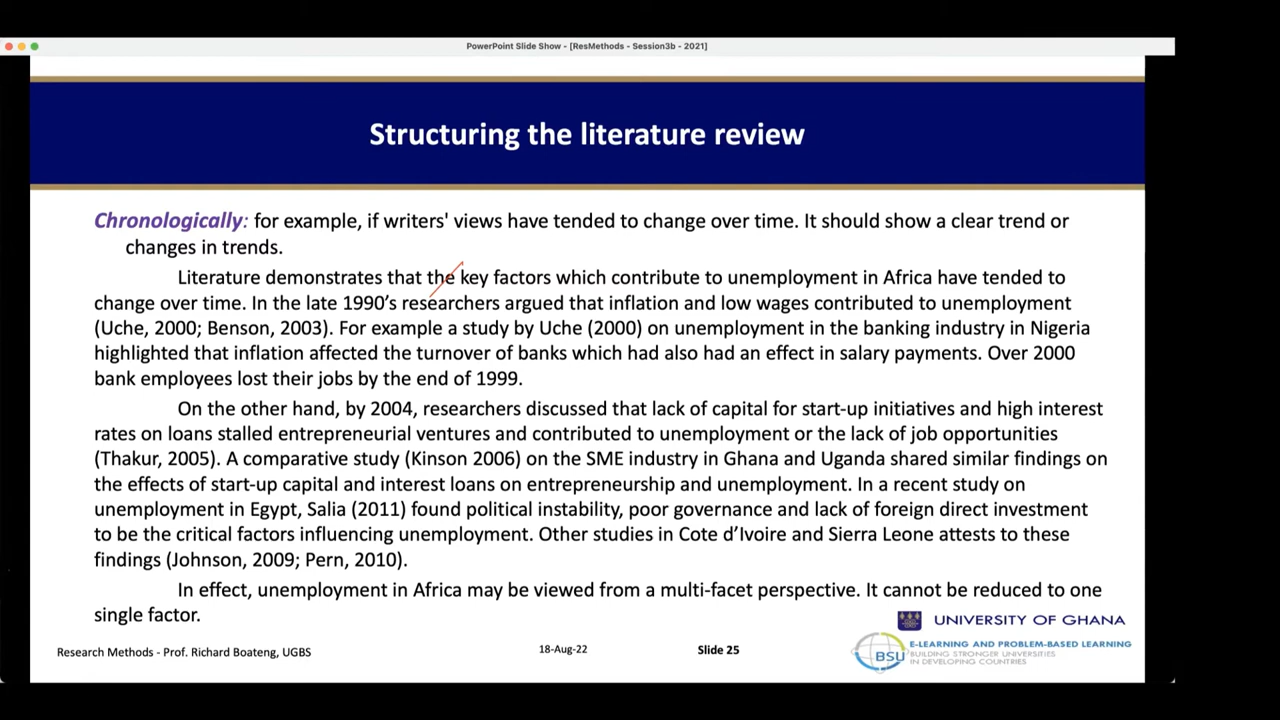 PowerPoint Slide Show - [ResMethods - Session3b - 2021]
Structuring the literature review
Chronologically: for example, if writers' views have tended to change over time. It should show a clear trend or
changes in trends.
Literature demonstrates that the key factors which contribute to unemployment in Africa have tended to
change over time. In the late 1990’s researchers argued that inflation and low wages contributed to unemployment
(Uche, 2000; Benson, 2003). For example a study by Uche (2000) on unemployment in the banking industry in Nigeria
highlighted that inflation affected the turnover of banks which had also had an effect in salary payments. Over 2000
bank employees lost their jobs by the end of 1999.
On the other hand, by 2004, researchers discussed that lack of capital for start-up initiatives and high interest
rates on loans stalled entrepreneurial ventures and contributed to unemployment or the lack of job opportunities
(Thakur, 2005). A comparative study (Kinson 2006) on the SME industry in Ghana and Uganda shared similar findings on
the effects of start-up capital and interest loans on entrepreneurship and unemployment. In a recent study on
unemployment in Egypt, Salia (2011) found political instability, poor governance and lack of foreign direct investment
to be the critical factors influencing unemployment. Other studies in Cote d’Ivoire and Sierra Leone attests to these
findings (Johnson, 2009; Pern, 2010).
In effect, unemployment in Africa may be viewed from a multi-facet perspective. It cannot be reduced to one
single factor.
UNIVERSITY OF GHANA
Research Methods - Prof. Richard Boateng, UGBS
18-Aug-22
Slide 25
BSU
E-LEARNING AND PROBLEM-BASED LEARNING
BUILDING STRONGER UNIVERSITIES
IN DEVELOPING COUNTRIES